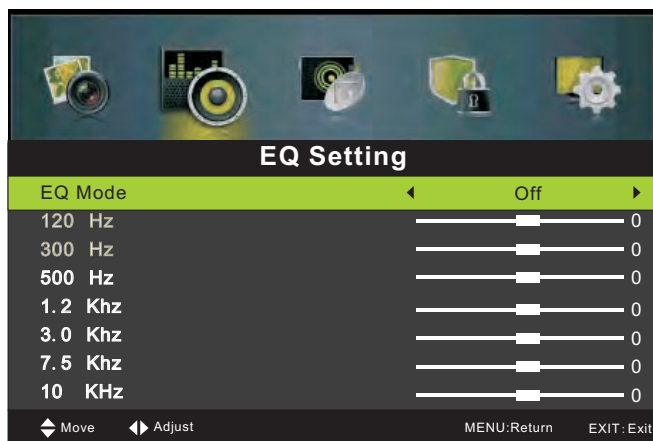 EQ Setting
EQ Mode Off
120 Hz 0
300 Hz 0
500 Hz 0
1.2 Khz 0
3.0 Khz 0
7.5 Khz 0
10 KHz 0
Move Adjust MENU:Return EXIT:Exit